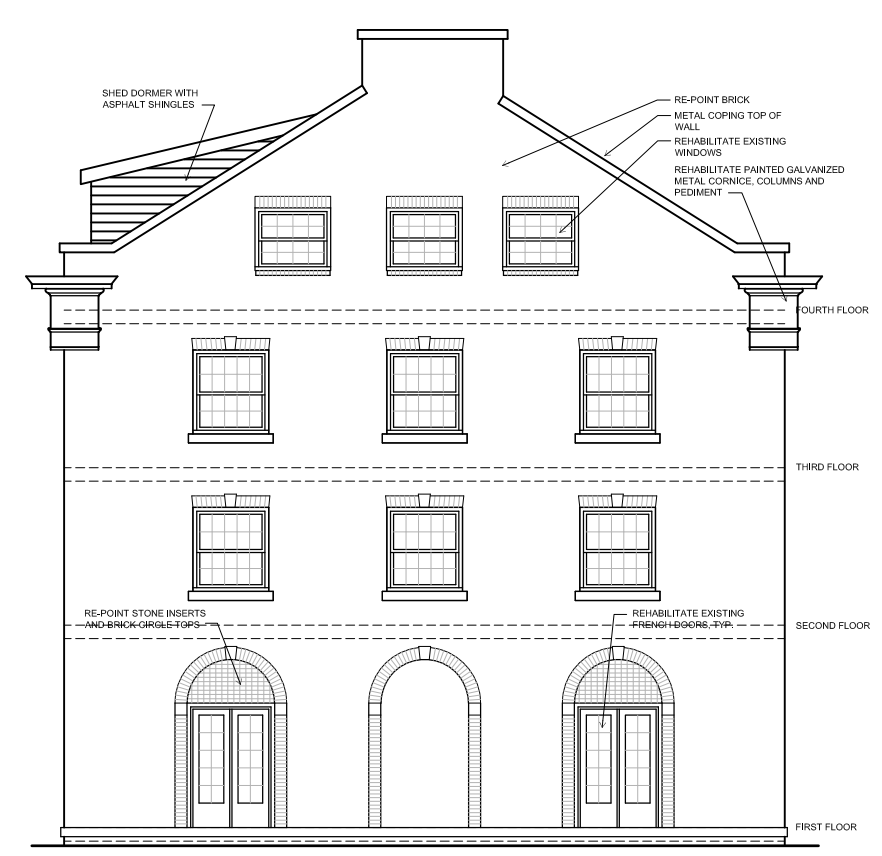 SHED DORMER WITH
ASPHALT SHINGLES
RE-POINT BRICK
METAL COPING TOP OF
WALL
REHABILITATE EXISTING
WINDOWS
REHABILITATE PAINTED GALVANIZED
METAL CORNICE, COLUMNS AND
PEDIMENT
FOURTH FLOOR
THIRD FLOOR
RE-POINT STONE INSERTS
AND BRICK CIRCLE TOPS
REHABILITATE EXISTING
FRENCH DOORS, TYP.
SECOND FLOOR
FIRST FLOOR